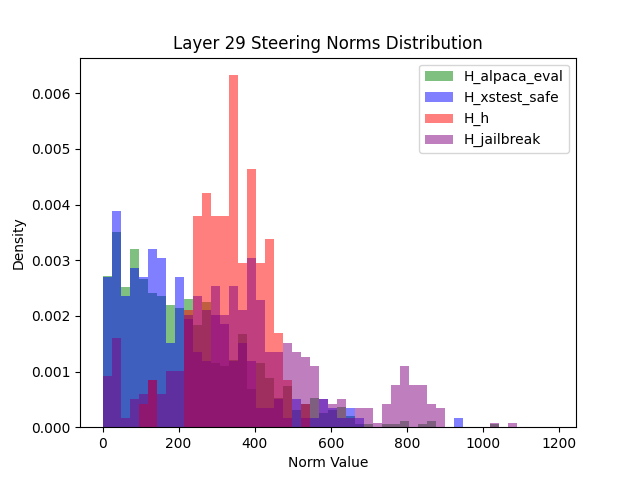 Layer 29 Steering Norms Distribution
H_alpaca_eval
H_xstest_safe
H_h
H_jailbreak
0.006
0.005
0.004
0.003
0.002
0.001
0.000
Density
0 200 400 600 800 1000 1200
Norm Value